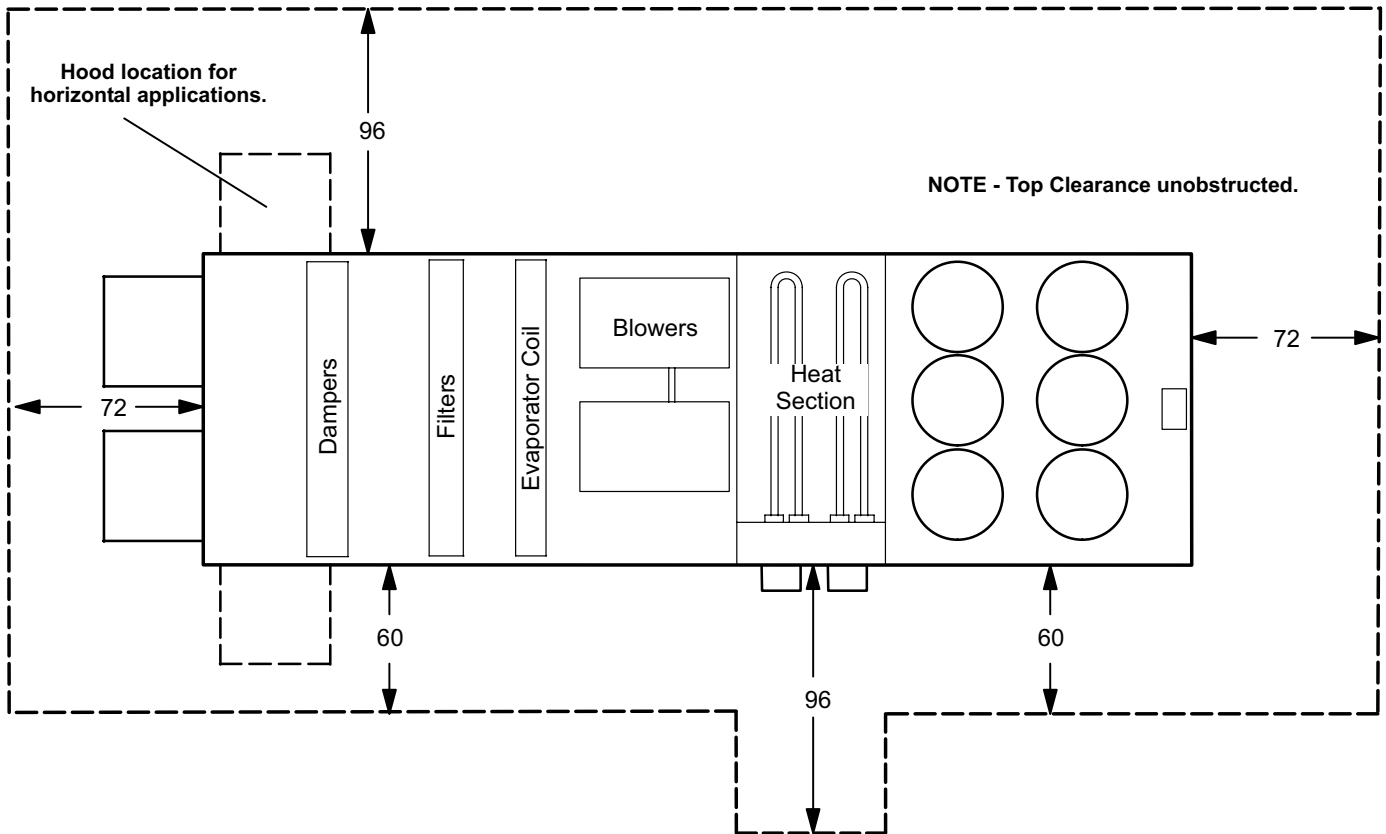 Hood location for
horizontal applications.
96
NOTE - Top Clearance unobstructed.
Dampers
Filters
Evaporator Coil
Blowers
Heat
Section
72
72
60
60
96